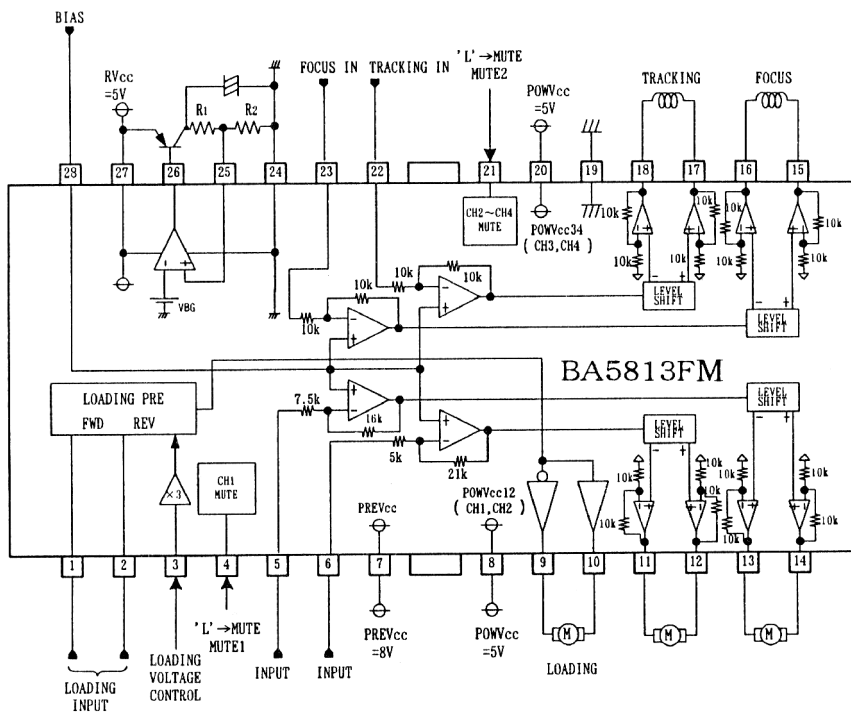 BIAS
RVcc
=5V
R1
R2
FOCUS IN
TRACKING IN
'L'→MUTE
MUTE2
POWVcc
=5V
TRACKING
FOCUS
28
27
26
25
24
23
22
21
20
19
18
17
16
15
CH2~CH4
MUTE
POWVcc34
(CH3,CH4)
10k
10k
10k
10k
10k
10k
10k
10k
VBG
10k
10k
10k
10k
LEVEL
SHIFT
LEVEL
SHIFT
BA5813FM
LOADING PRE
FWD
REV
7.5k
16k
5k
21k
LEVEL
SHIFT
LEVEL
SHIFT
×3
CH1
MUTE
PREVcc
POWVcc12
(CH1,CH2)
10k
10k
10k
10k
10k
10k
10k
10k
1
2
3
4
5
6
7
8
9
10
11
12
13
14
'L'→MUTE
MUTE1
PREVcc
=8V
POWVcc
=5V
M
M
M
LOADING
INPUT
LOADING
VOLTAGE
CONTROL
INPUT
INPUT
LOADING